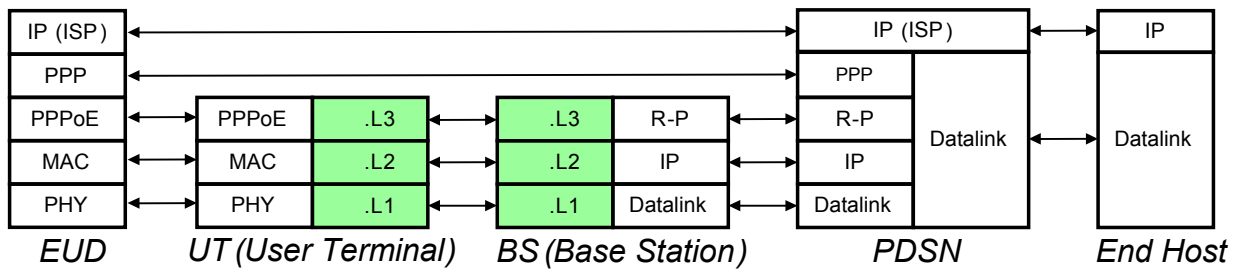 IP (ISP) IP (ISP) IP
PPP PPP
PPPoE PPPoE .L3 .L3 R-P R-P
Datalink Datalink
MAC MAC .L2 .L2 IP IP
PHY PHY .L1 .L1 Datalink Datalink
EUD UT (User Terminal) BS (Base Station) PDSN End Host